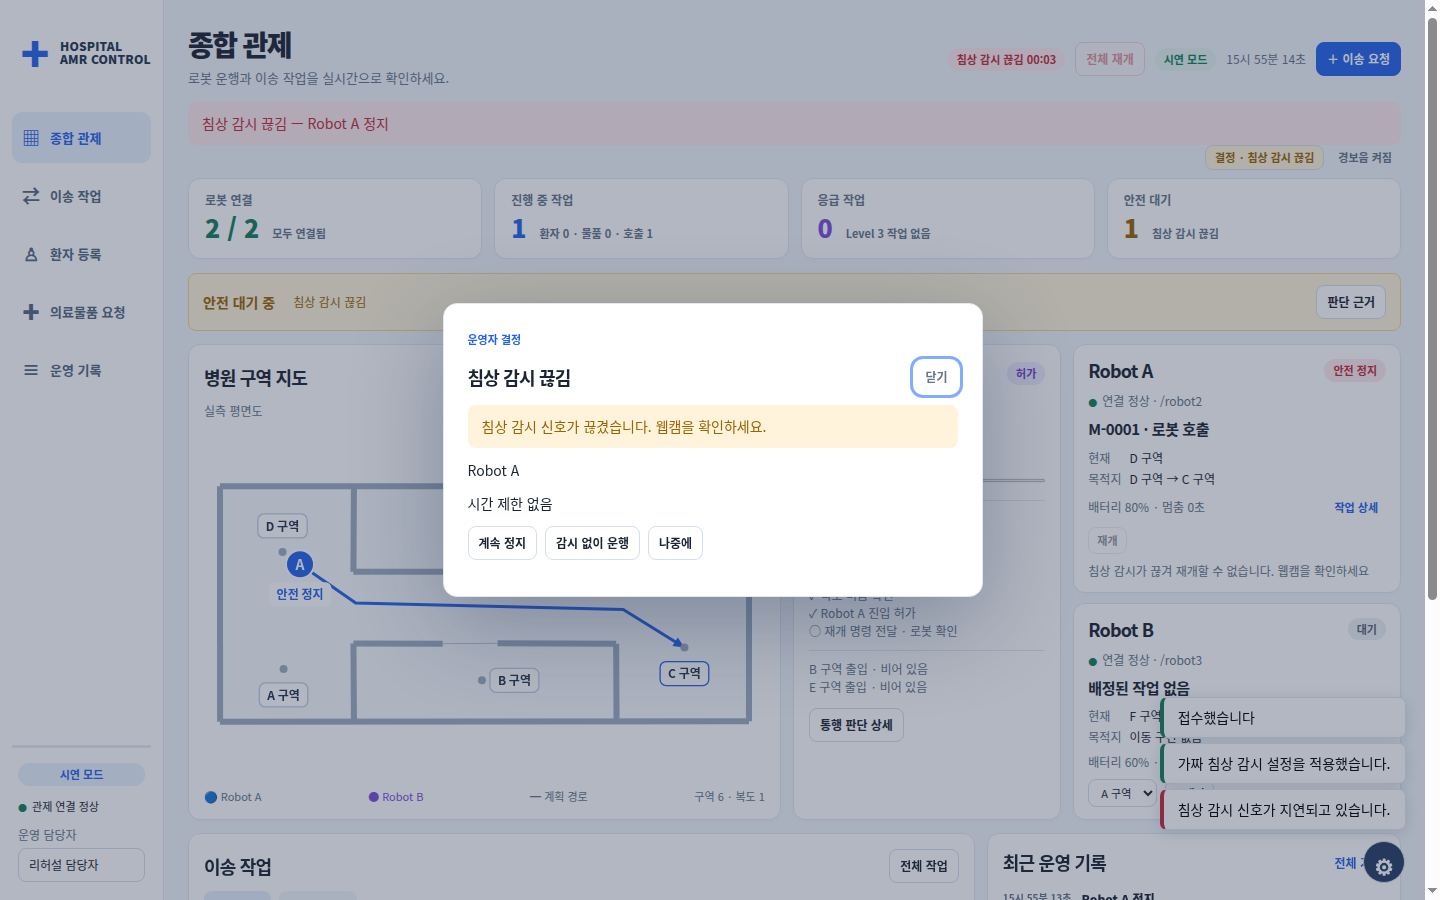 HOSPITAL
AMR CONTROL
종합 관제
이송 작업
환자 등록
의료물품 요청
운영 기록
시연 모드
관제 연결 정상
운영 담당자
리허설 담당자
종합 관제
로봇 운행과 이송 작업을 실시간으로 확인하세요.
침상 감시 끊김 00:03
전체 재개
시연 모드
15시 55분 14초
+ 이송 요청
침상 감시 끊김 — Robot A 정지
결정 · 침상 감시 끊김
경보음 켜짐
로봇 연결
2 / 2 모두 연결됨
진행 중 작업
1 환자 0 · 물품 0 · 호출 1
응급 작업
0 Level 3 작업 없음
안전 대기
1 침상 감시 끊김
안전 대기 중 침상 감시 끊김
판단 근거
병원 구역 지도
실측 평면도
D 구역
A
안전 정지
A 구역
B 구역
C 구역
Robot A
Robot B
계획 경로
구역 6 · 복도 1
운영자 결정
침상 감시 끊김
닫기
침상 감시 신호가 끊겼습니다. 웹캠을 확인하세요.
Robot A
시간 제한 없음
계속 정지
감시 없이 운행
나중에
허가
✓ Robot A 진입 허가
○ 재개 명령 전달 · 로봇 확인
B 구역 출입 · 비어 있음
E 구역 출입 · 비어 있음
통행 판단 상세
Robot A
안전 정지
연결 정상 · /robot2
M-0001 · 로봇 호출
현재 D 구역
목적지 D 구역 → C 구역
배터리 80% · 멈춤 0초
작업 상세
재개
침상 감시가 끊겨 재개할 수 없습니다. 웹캠을 확인하세요
Robot B
대기
연결 정상 · /robot3
배정된 작업 없음
현재 F 구역
목적지 이동
배터리 60% ·
A 구역
접수했습니다
가짜 침상 감시 설정을 적용했습니다.
침상 감시 신호가 지연되고 있습니다.
이송 작업
전체 작업
최근 운영 기록
전체
15시 55분 13초 Robot A 정지